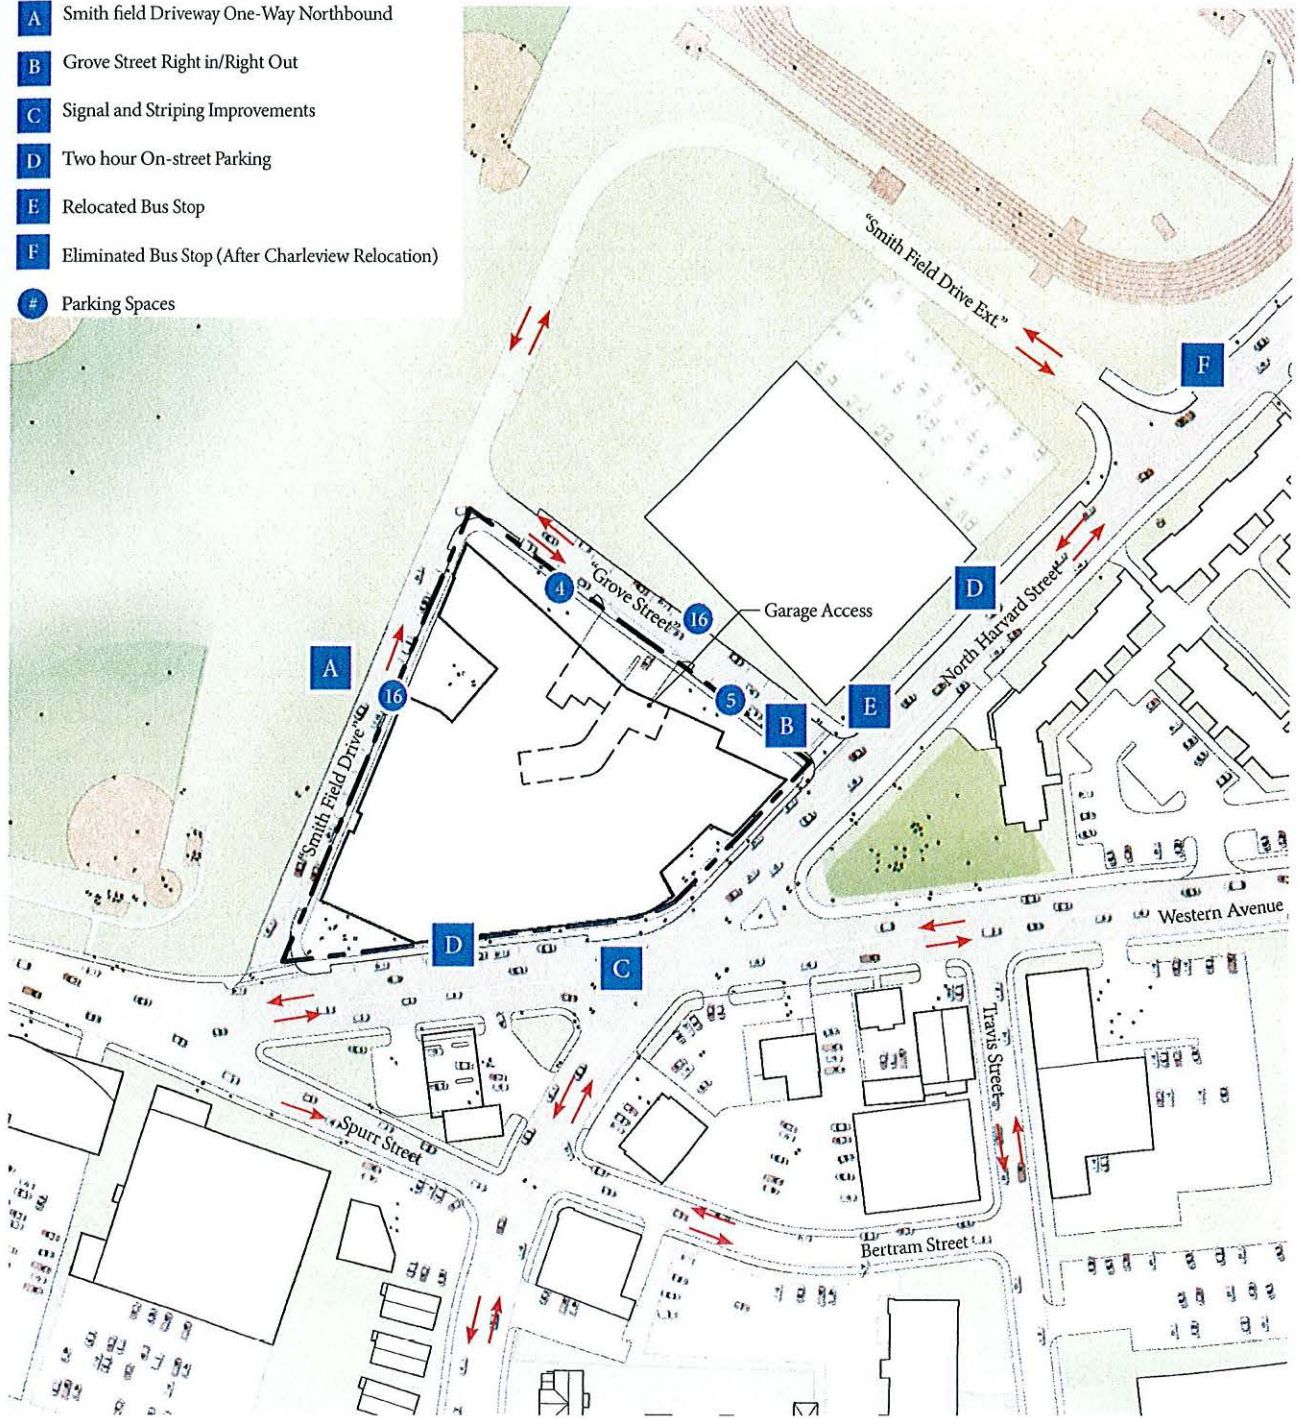 A Smith field Driveway One-Way Northbound
B Grove Street Right in/Right Out
C Signal and Striping Improvements
D Two hour On-street Parking
E Relocated Bus Stop
F Eliminated Bus Stop (After Charleview Relocation)
# Parking Spaces
"Smith Field Drive Ext."
F
D
4
"Grove Street"
16
Garage Access
North Harvard Street
A
16
5
B
E
"Smith Field Drive"
Western Avenue
D
C
Travis Street
Spurr Street
Bertram Street